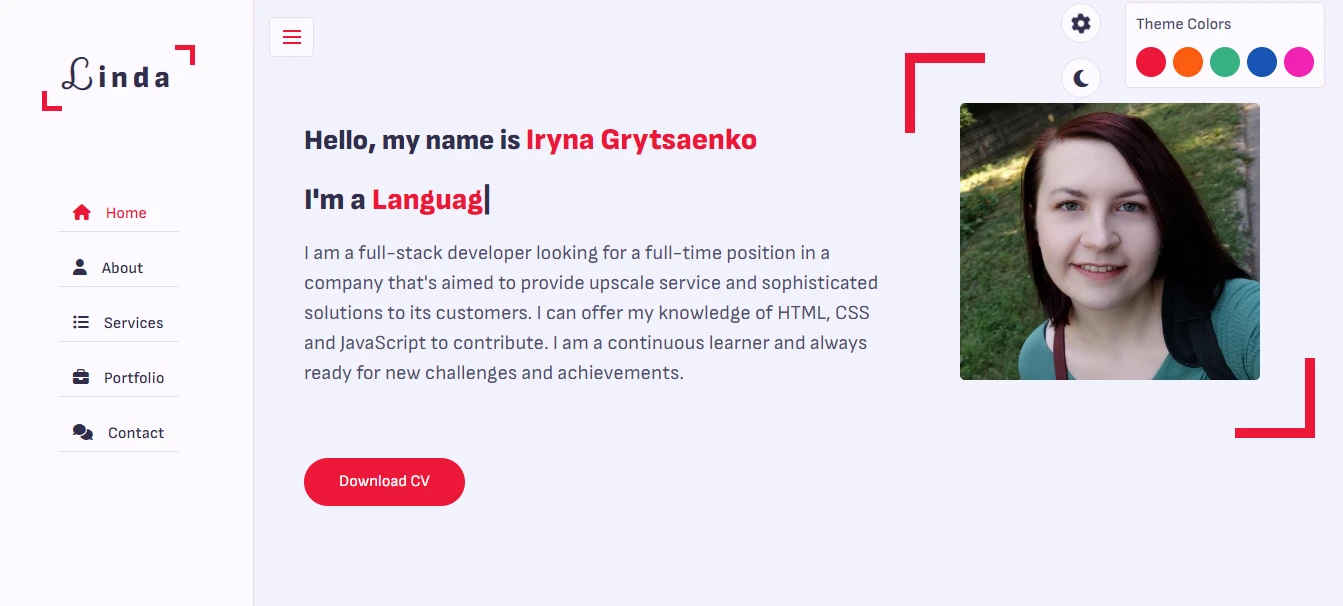 Linda
Home
About
Services
Portfolio
Contact
Theme Colors
Hello, my name is Iryna Grytsaenko
I'm a Languag
I am a full-stack developer looking for a full-time position in a
company that's aimed to provide upscale service and sophisticated
solutions to its customers. I can offer my knowledge of HTML, CSS
and JavaScript to contribute. I am a continuous learner and always
ready for new challenges and achievements.
Download CV